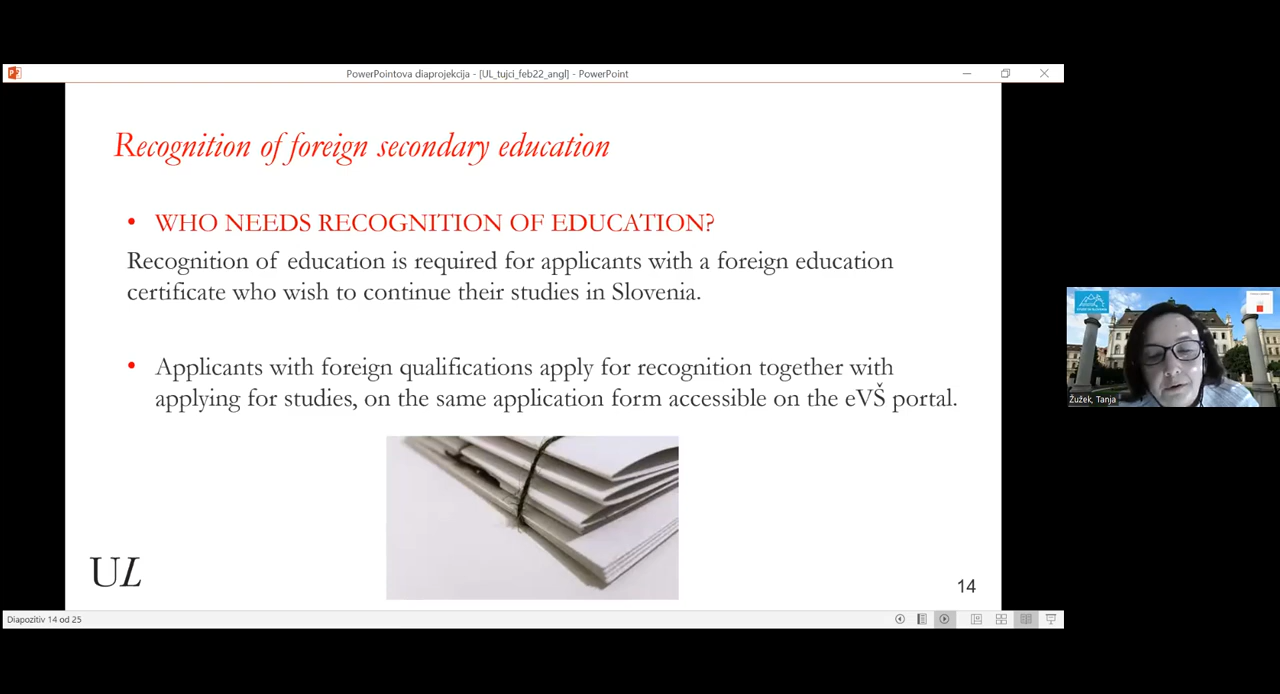 PowerPointova diaprojekcija - [UL_tujci_feb22_angl] - PowerPoint
Recognition of foreign secondary education
• WHO NEEDS RECOGNITION OF EDUCATION?
Recognition of education is required for applicants with a foreign education
certificate who wish to continue their studies in Slovenia.
• Applicants with foreign qualifications apply for recognition together with
applying for studies, on the same application form accessible on the eVŠ portal.
UL
14
Diapozitiv 14 od 25
Žužek, Tanja